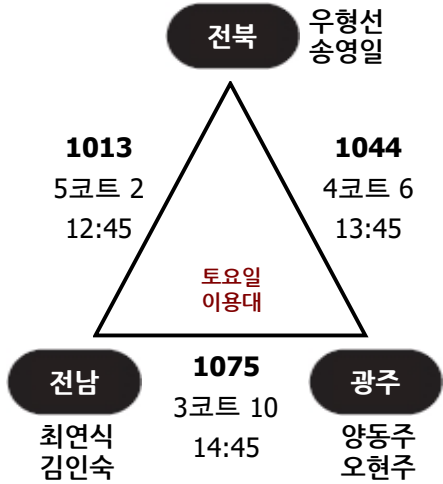 전북
우형선
송영일
1013
5코트 2
12:45
1044
4코트 6
13:45
토요일
이용대
전남
최연식
김인숙
1075
3코트 10
14:45
광주
양동주
오현주